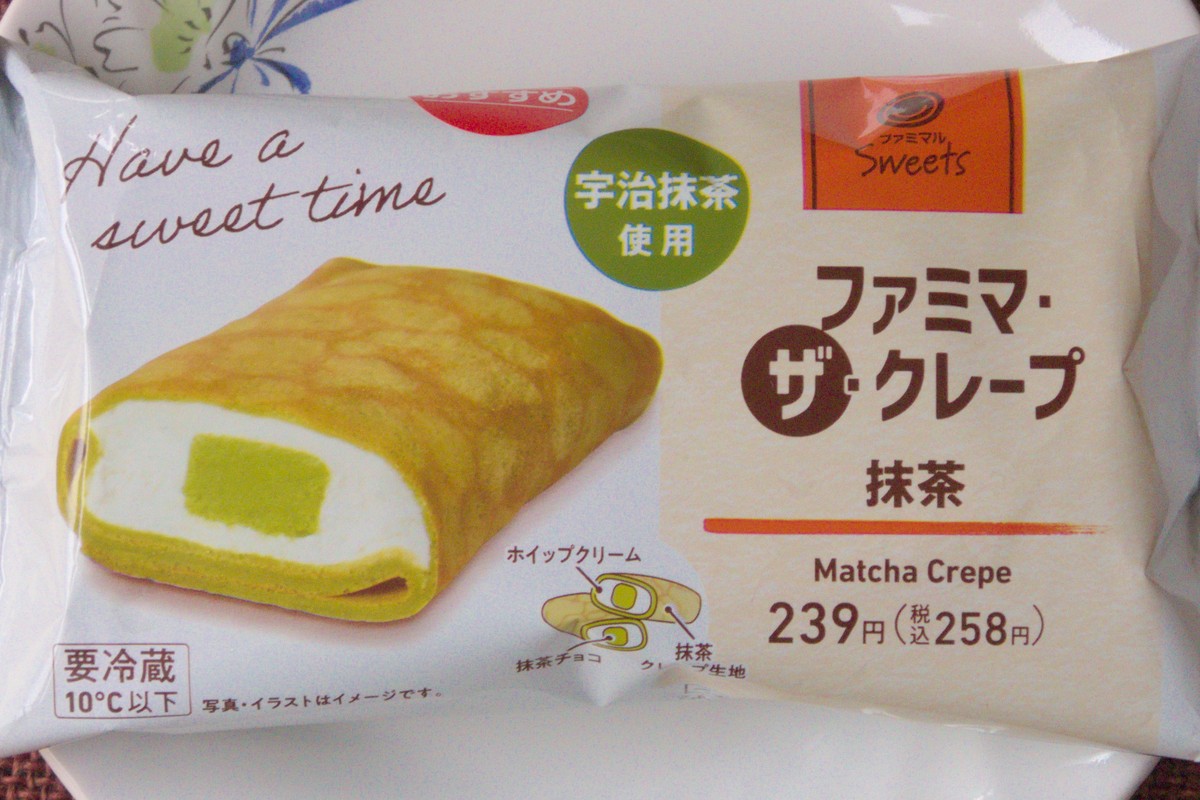 Have a
sweet time
おすすめ
宇治抹茶
使用
ファミマル
Sweets
ファミマ・
ザ・クレープ
抹茶
Matcha Crepe
239円(税込258円)
ホイップクリーム
抹茶チョコ
抹茶
クレープ生地
要冷蔵
10°C以下
写真・イラストはイメージです。